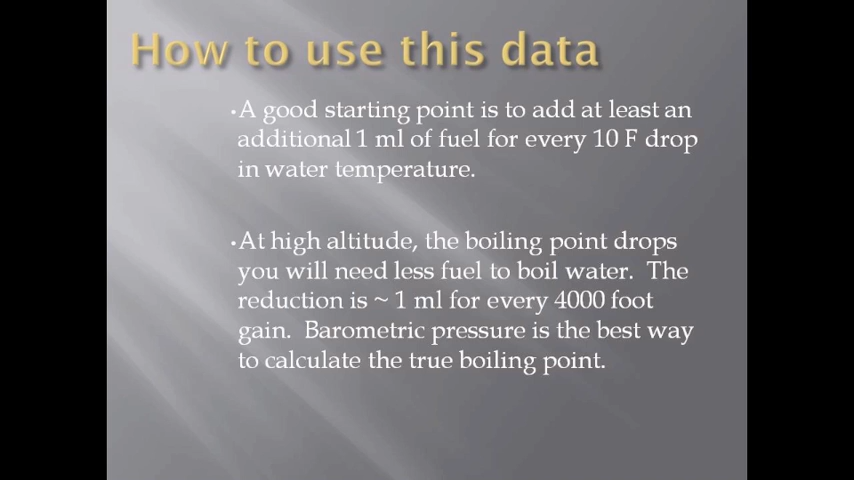 How to use this data
•A good starting point is to add at least an
additional 1 ml of fuel for every 10 F drop
in water temperature.
•At high altitude, the boiling point drops
you will need less fuel to boil water.  The
reduction is ~ 1 ml for every 4000 foot
gain.  Barometric pressure is the best way
to calculate the true boiling point.